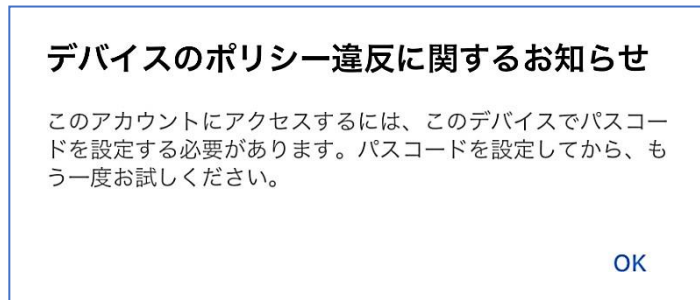 デバイスのポリシー違反に関するお知らせ
このアカウントにアクセスするには、このデバイスでパスコー
ドを設定する必要があります。パスコードを設定してから、も
う一度お試しください。
OK